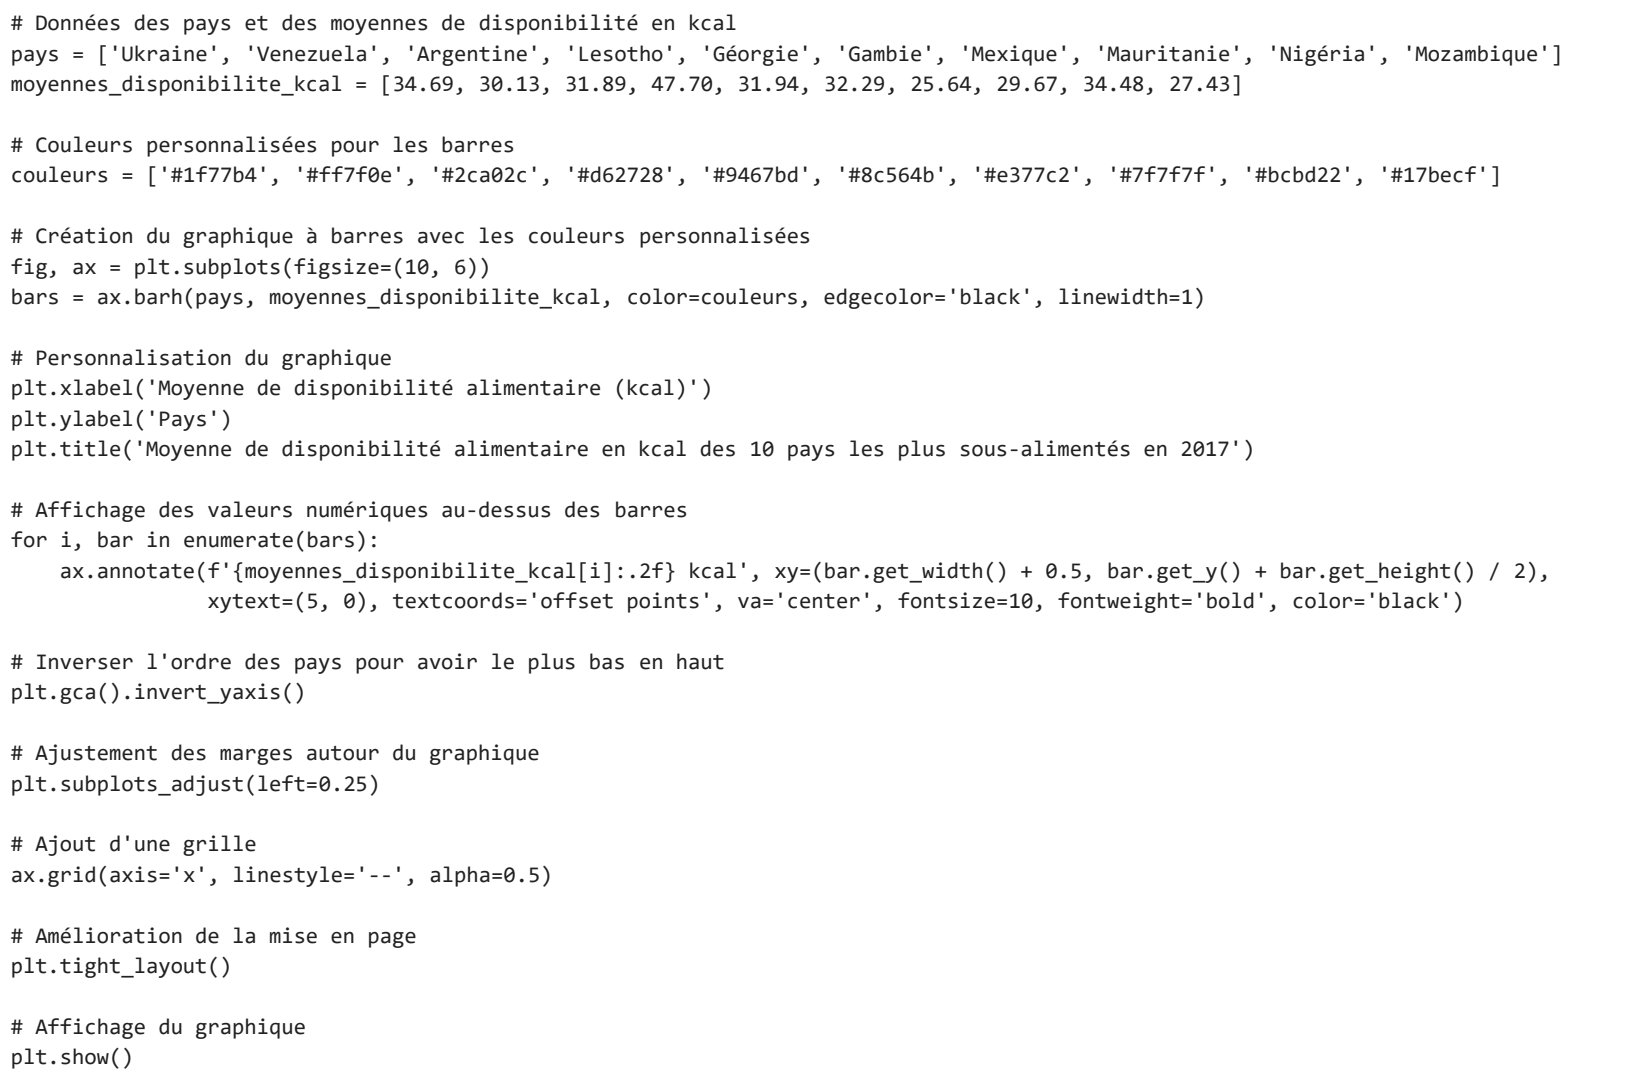 # Données des pays et des moyennes de disponibilité en kcal
pays = ['Ukraine', 'Venezuela', 'Argentine', 'Lesotho', 'Géorgie', 'Gambie', 'Mexique', 'Mauritanie', 'Nigéria', 'Mozambique']
moyennes_disponibilite_kcal = [34.69, 30.13, 31.89, 47.70, 31.94, 32.29, 25.64, 29.67, 34.48, 27.43]

# Couleurs personnalisées pour les barres
couleurs = ['#1f77b4', '#ff7f0e', '#2ca02c', '#d62728', '#9467bd', '#8c564b', '#e377c2', '#7f7f7f', '#bcbd22', '#17becf']

# Création du graphique à barres avec les couleurs personnalisées
fig, ax = plt.subplots(figsize=(10, 6))
bars = ax.barh(pays, moyennes_disponibilite_kcal, color=couleurs, edgecolor='black', linewidth=1)

# Personnalisation du graphique
plt.xlabel('Moyenne de disponibilité alimentaire (kcal)')
plt.ylabel('Pays')
plt.title('Moyenne de disponibilité alimentaire en kcal des 10 pays les plus sous-alimentés en 2017')

# Affichage des valeurs numériques au-dessus des barres
for i, bar in enumerate(bars):
    ax.annotate(f'{moyennes_disponibilite_kcal[i]:.2f} kcal', xy=(bar.get_width() + 0.5, bar.get_y() + bar.get_height() / 2),
                xytext=(5, 0), textcoords='offset points', va='center', fontsize=10, fontweight='bold', color='black')

# Inverser l'ordre des pays pour avoir le plus bas en haut
plt.gca().invert_yaxis()

# Ajustement des marges autour du graphique
plt.subplots_adjust(left=0.25)

# Ajout d'une grille
ax.grid(axis='x', linestyle='--', alpha=0.5)

# Amélioration de la mise en page
plt.tight_layout()

# Affichage du graphique
plt.show()